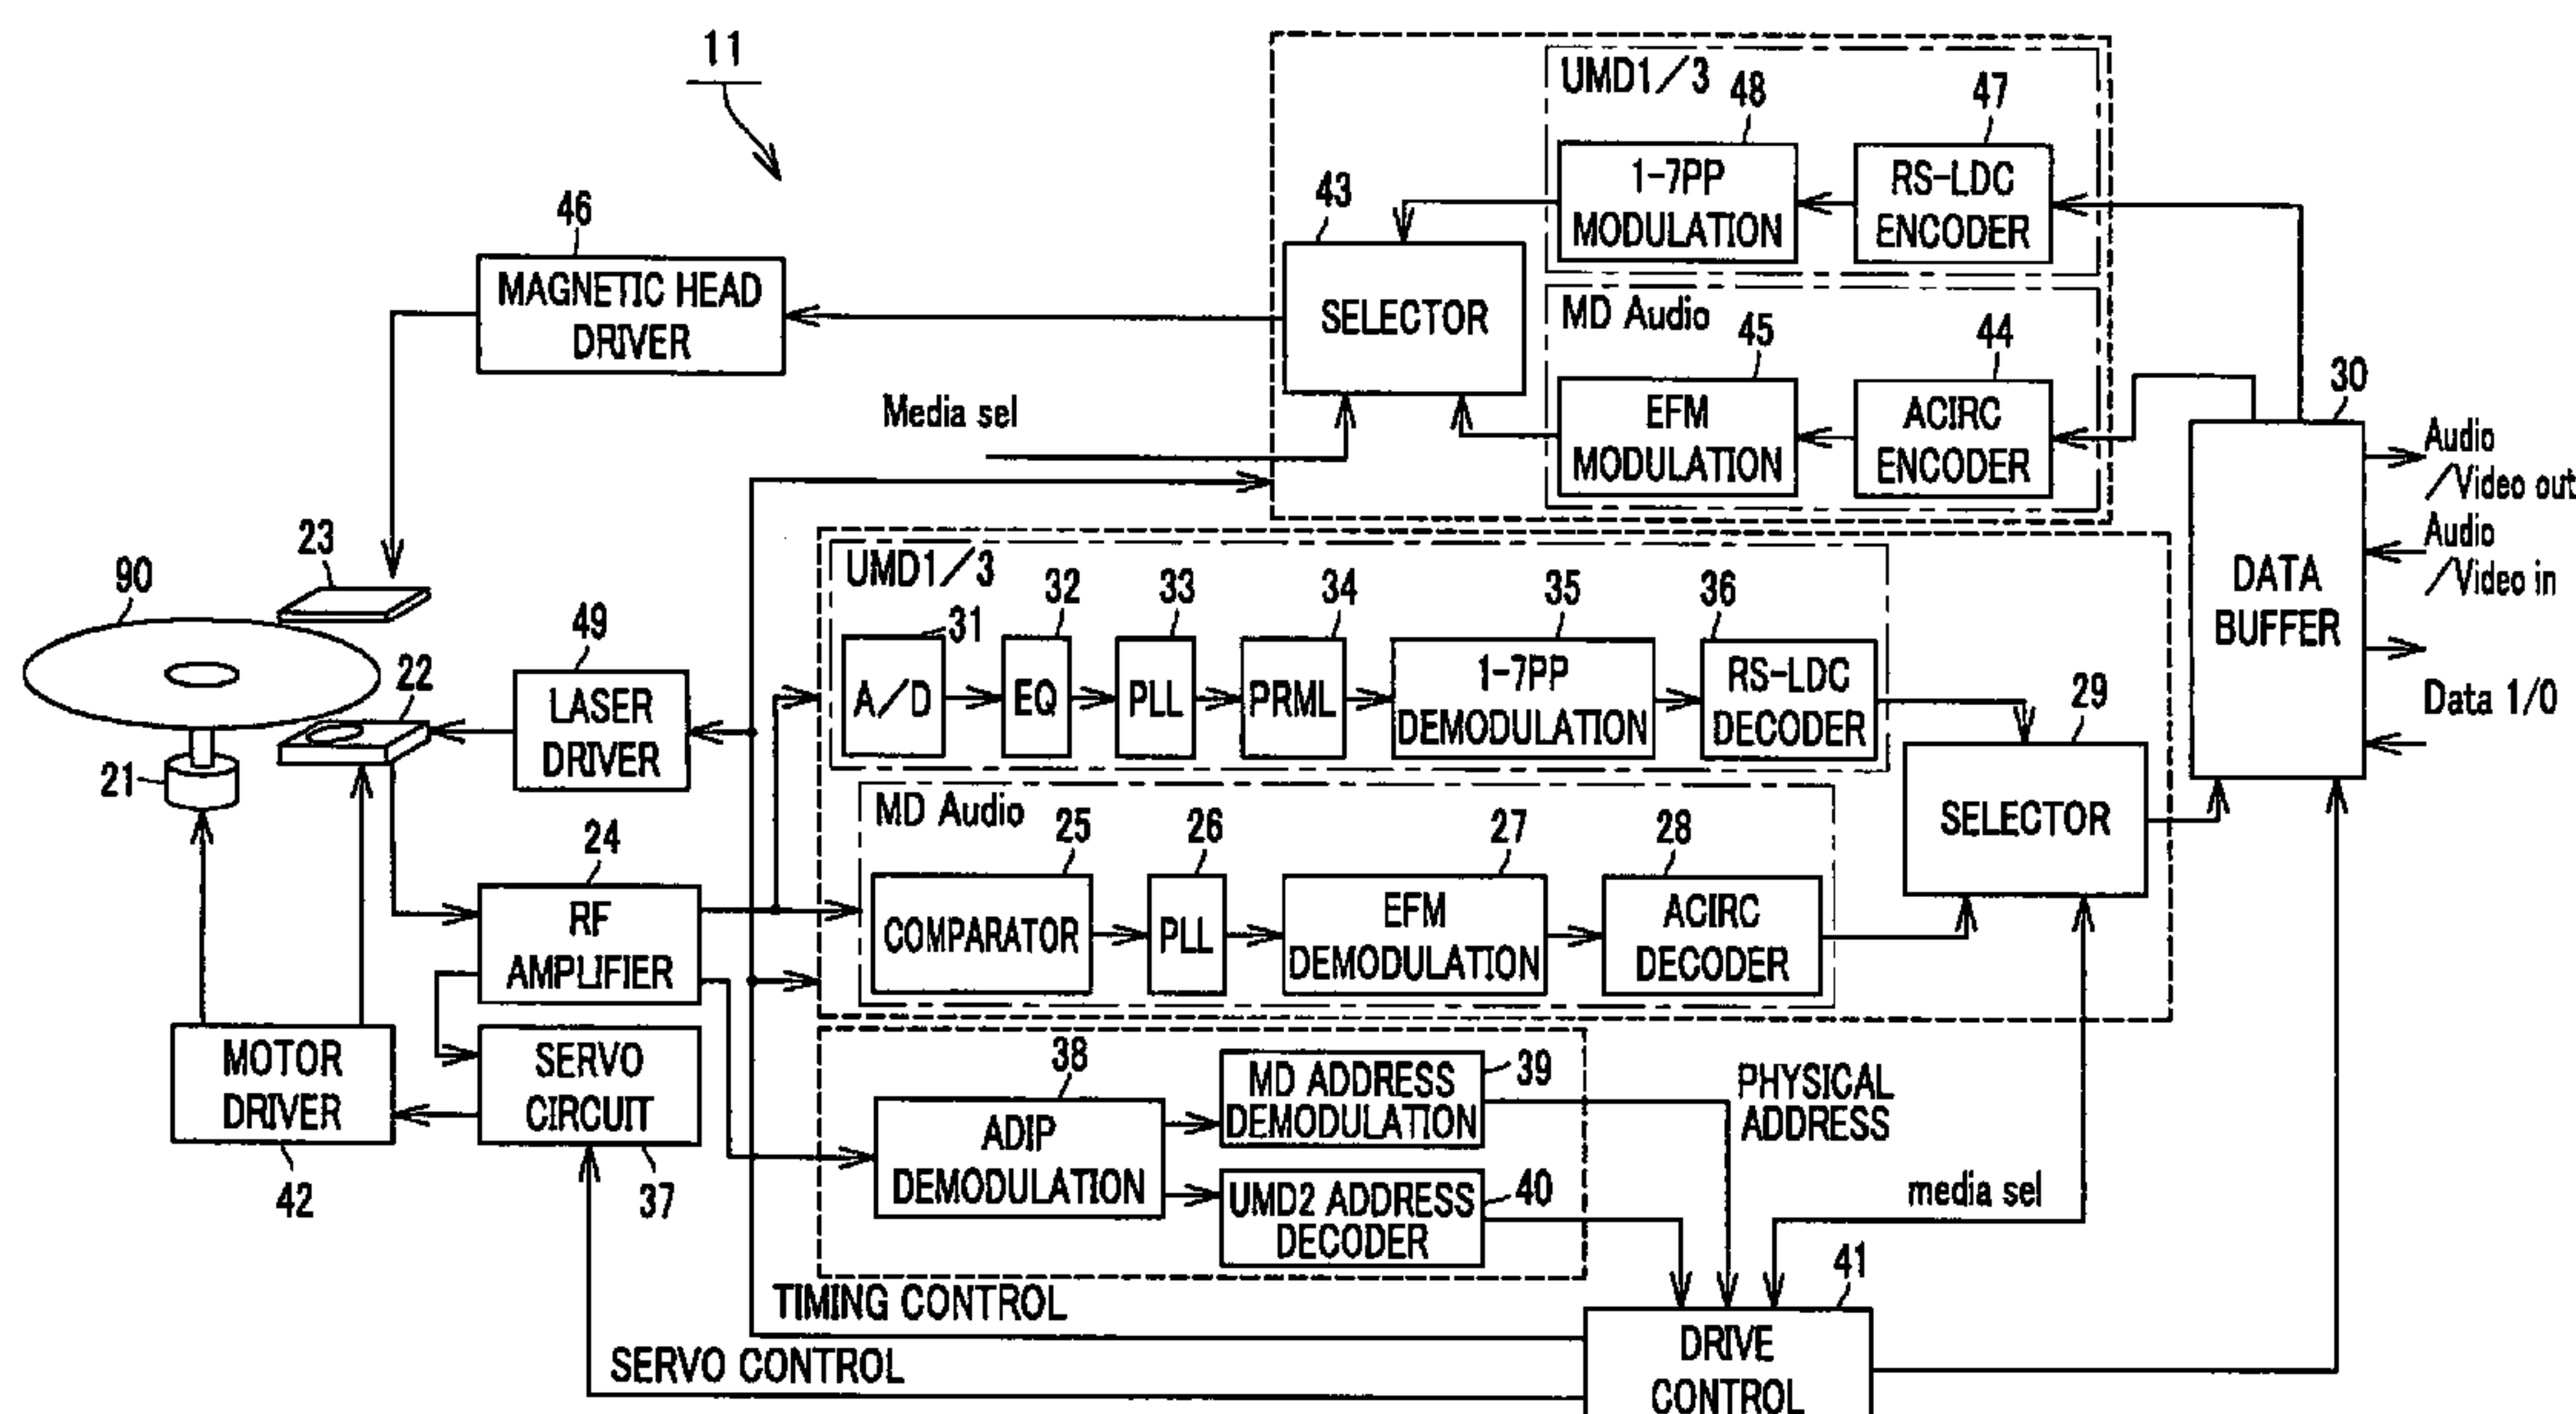 11
UMD1/3
48
47
1-7PP
MODULATION
RS-LDC
ENCODER
43
SELECTOR
46
MAGNETIC HEAD
DRIVER
MD Audio
45
44
EFM
MODULATION
ACIRC
ENCODER
Media sel
30
DATA
BUFFER
Audio
/Video out
Audio
/Video in
Data 1/0
23
90
22
21
49
LASER
DRIVER
UMD1/3
31
32
33
34
35
36
A/D
EQ
PLL
PRML
1-7PP
DEMODULATION
RS-LDC
DECODER
29
SELECTOR
MD Audio
25
26
27
28
COMPARATOR
PLL
EFM
DEMODULATION
ACIRC
DECODER
24
RF
AMPLIFIER
MOTOR
DRIVER
42
SERVO
CIRCUIT
37
38
ADIP
DEMODULATION
MD ADDRESS
DEMODULATION
39
UMD2 ADDRESS
DECODER
40
PHYSICAL
ADDRESS
media sel
41
TIMING CONTROL
SERVO CONTROL
DRIVE
CONTROL